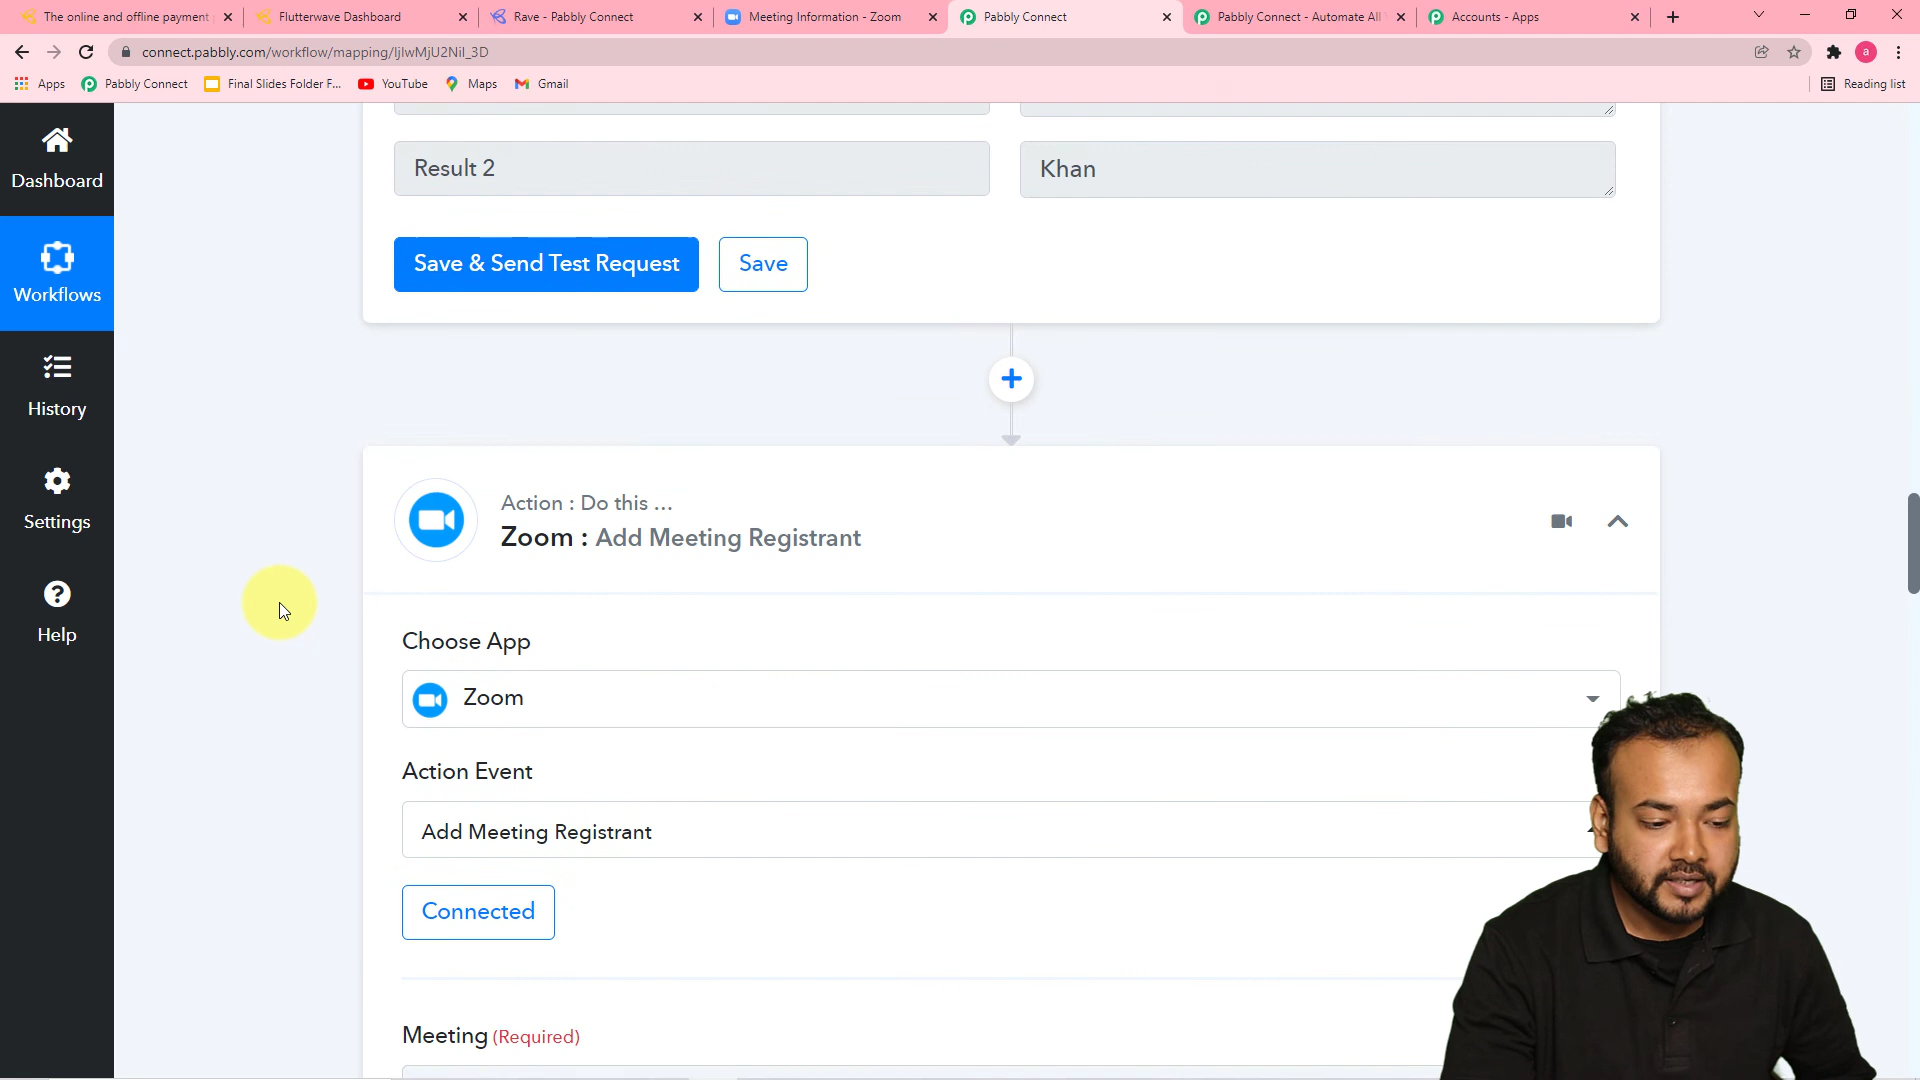 The online and offline payment
Flutterwave Dashboard
Rave - Pabbly Connect
Meeting Information - Zoom
Pabbly Connect
Pabbly Connect - Automate All
Accounts - Apps
connect.pabbly.com/workflow/mapping/IjIwMjU2NiI_3D
a
Apps
Pabbly Connect
Final Slides Folder F...
YouTube
Maps
Gmail
Reading list
Dashboard
Workflows
History
Settings
Help
Result 2
Khan
Save & Send Test Request
Save
Action : Do this ...
Zoom : Add Meeting Registrant
Choose App
Zoom
Action Event
Add Meeting Registrant
Connected
Meeting (Required)